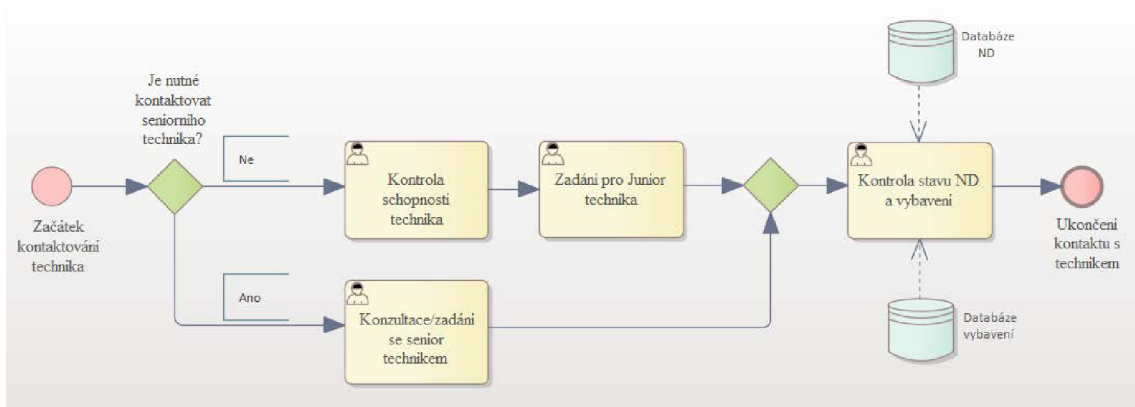 Je nutné
kontaktovat
seniorního
technika?
Ne
Ano
Začátek
kontaktování
technika
Kontrola
schopností
technika
Zadání pro Junior
technika
Konzultace/zadání
se senior
technikem
Databáze
ND
Kontrola stavu ND
a vybavení
Databáze
vybavení
Ukončení
kontaktu s
technikem